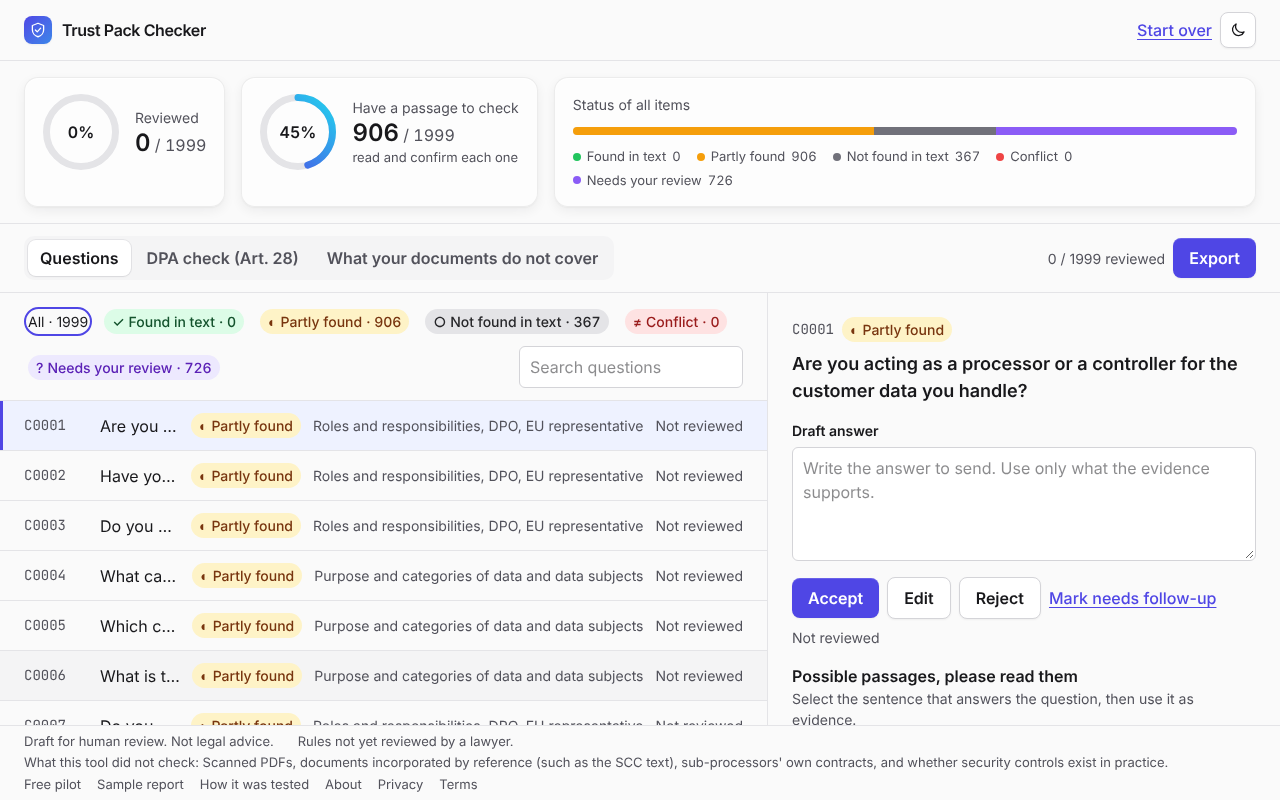 Trust Pack Checker
Start over
0%
Reviewed
0 / 1999
45%
Have a passage to check
906 / 1999
read and confirm each one
Status of all items
Found in text 0 Partly found 906 Not found in text 367 Conflict 0
Needs your review 726
Questions DPA check (Art. 28) What your documents do not cover
0 / 1999 reviewed Export
All · 1999 ✓ Found in text · 0 Partly found · 906 Not found in text · 367 ≠ Conflict · 0
? Needs your review · 726
Search questions
C0001 Are you ... Partly found Roles and responsibilities, DPO, EU representative Not reviewed
C0002 Have yo... Partly found Roles and responsibilities, DPO, EU representative Not reviewed
C0003 Do you ... Partly found Roles and responsibilities, DPO, EU representative Not reviewed
C0004 What ca... Partly found Purpose and categories of data and data subjects Not reviewed
C0005 Which c... Partly found Purpose and categories of data and data subjects Not reviewed
C0006 What is t... Partly found Purpose and categories of data and data subjects Not reviewed
C0007 Do you ... Partly found Roles and responsibilities, DPO, EU representative Not reviewed
C0001 Partly found
Are you acting as a processor or a controller for the
customer data you handle?
Draft answer
Write the answer to send. Use only what the evidence
supports.
Accept Edit Reject Mark needs follow-up
Not reviewed
Possible passages, please read them
Select the sentence that answers the question, then use it as
evidence.
Draft for human review. Not legal advice. Rules not yet reviewed by a lawyer.
What this tool did not check: Scanned PDFs, documents incorporated by reference (such as the SCC text), sub-processors' own contracts, and whether security controls exist in practice.
Free pilot Sample report How it was tested About Privacy Terms